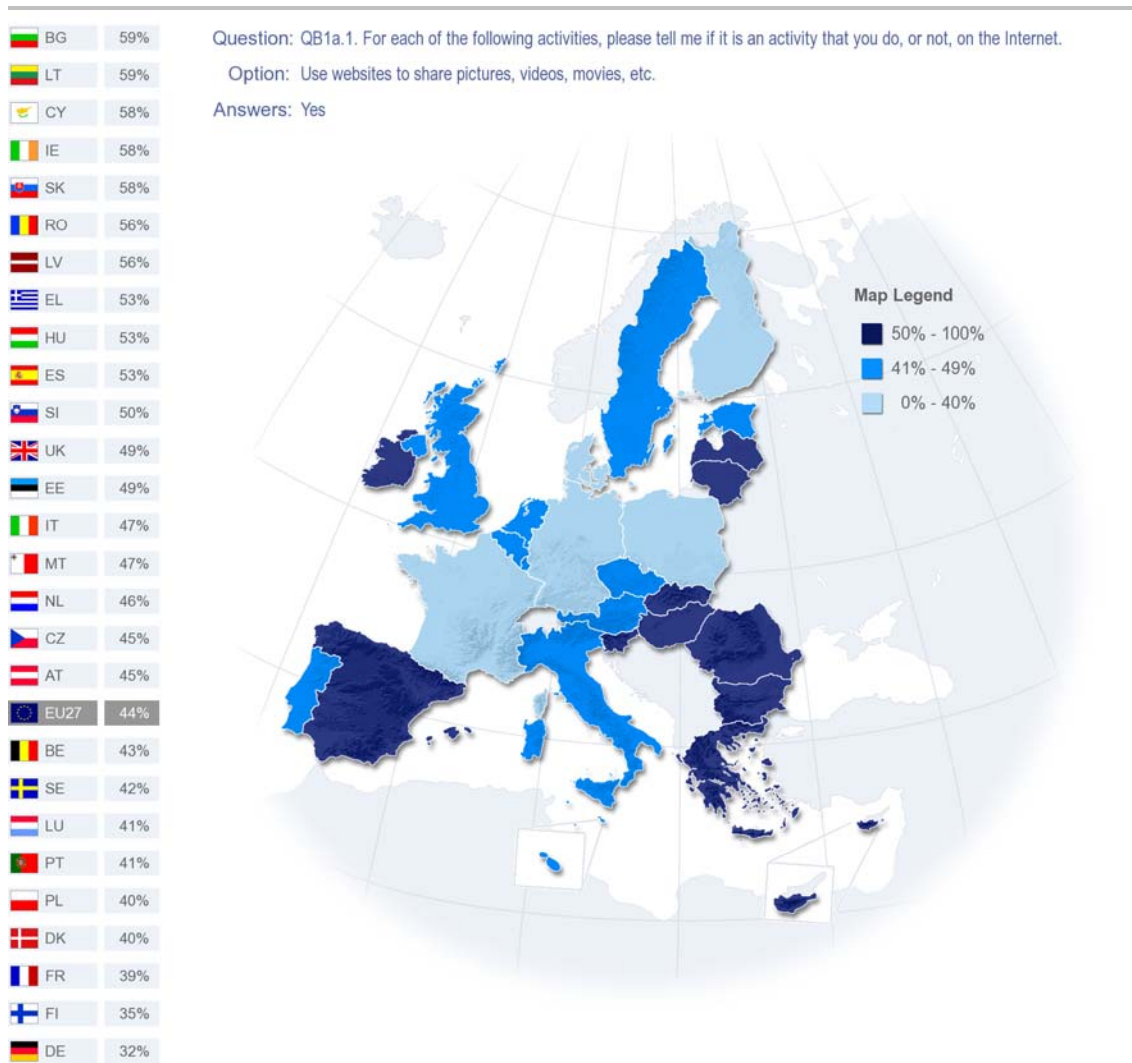 BG 59%
LT 59%
CY 58%
IE 58%
SK 58%
RO 56%
LV 56%
EL 53%
HU 53%
ES 53%
SI 50%
UK 49%
EE 49%
IT 47%
MT 47%
NL 46%
CZ 45%
AT 45%
EU27 44%
BE 43%
SE 42%
LU 41%
PT 41%
PL 40%
DK 40%
FR 39%
FI 35%
DE 32%
Question: QB1a.1. For each of the following activities, please tell me if it is an activity that you do, or not, on the Internet.
Option: Use websites to share pictures, videos, movies, etc.
Answers: Yes
Map Legend
50% - 100%
41% - 49%
0% - 40%